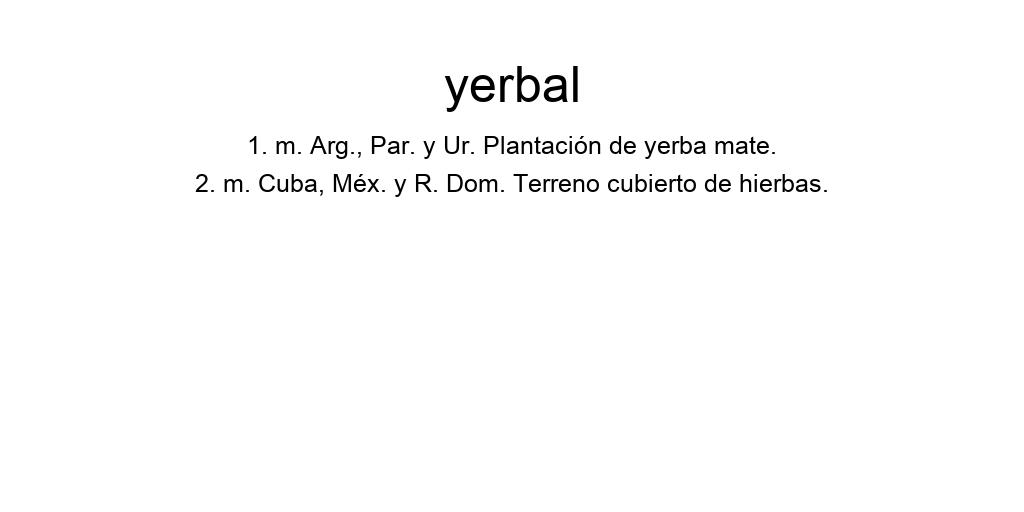 yerbal
1. m. Arg., Par. y Ur. Plantación de yerba mate.
2. m. Cuba, Méx. y R. Dom. Terreno cubierto de hierbas.